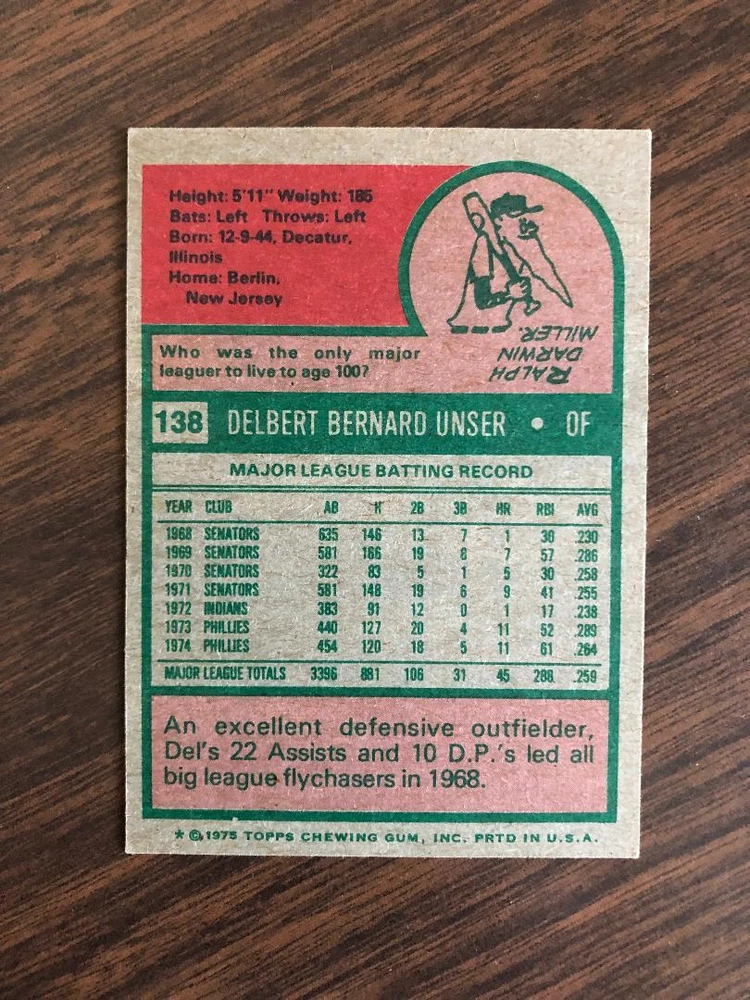 Height: 5'11" Weight: 185
Bats: Left Throws: Left
Born: 12-9-44, Decatur,
Illinois
Home: Berlin,
New Jersey
Who was the only major
leaguer to live to age 100?
RALPH
DARWIN
MILLER.
138 DELBERT BERNARD UNSER • OF
MAJOR LEAGUE BATTING RECORD
YEAR CLUB AB H 2B 3B HR RBI AVG
1968 SENATORS 635 146 13 7 1 30 .230
1969 SENATORS 581 166 19 8 7 57 .286
1970 SENATORS 322 83 5 1 5 30 .258
1971 SENATORS 581 148 19 6 9 41 .255
1972 INDIANS 383 91 12 0 1 17 .238
1973 PHILLIES 440 127 20 4 11 52 .289
1974 PHILLIES 454 120 18 5 11 61 .264
MAJOR LEAGUE TOTALS 3396 881 106 31 45 288 .259
An excellent defensive outfielder,
Del's 22 Assists and 10 D.P.'s led all
big league flychasers in 1968.
* © 1975 TOPPS CHEWING GUM, INC. PRTD IN U.S.A.